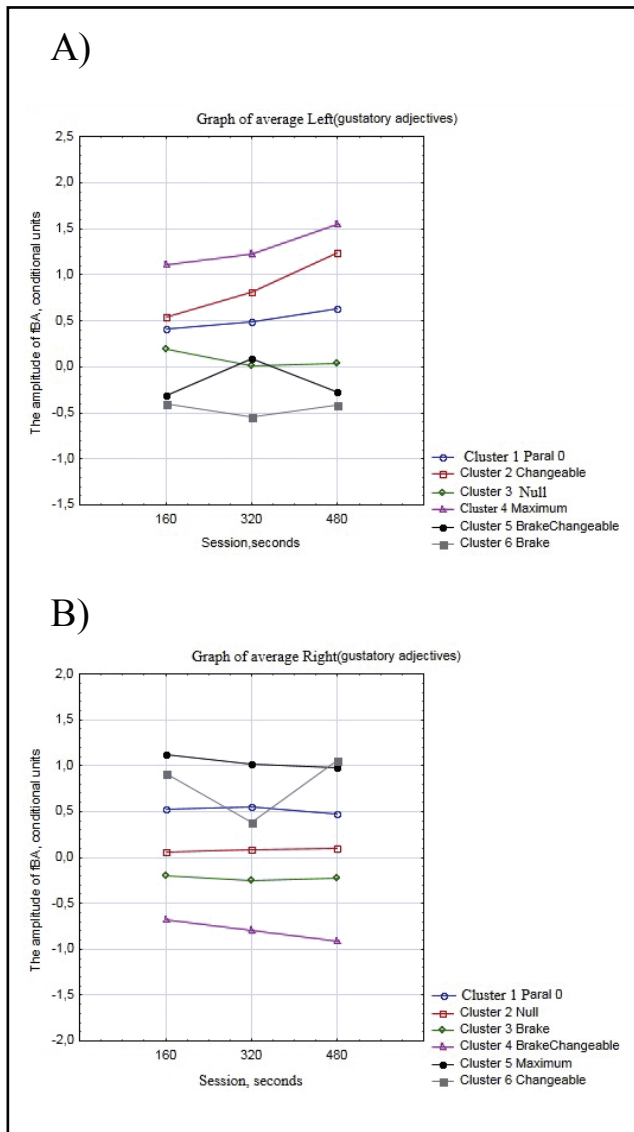 A)
Graph of average Left(gustatory adjectives)
The amplitude of fBA, conditional units
2,5
2,0
1,5
1,0
0,5
0,0
-0,5
-1,0
-1,5
160 320 480
Session,seconds
Cluster 1 Paral 0
Cluster 2 Changeable
Cluster 3 Null
Cluster 4 Maximum
Cluster 5 BrakeChangeable
Cluster 6 Brake
B)
Graph of average Right(gustatory adjectives)
The amplitude of fBA, conditional units
2,0
1,5
1,0
0,5
0,0
-0,5
-1,0
-1,5
-2,0
160 320 480
Session, seconds
Cluster 1 Paral 0
Cluster 2 Null
Cluster 3 Brake
Cluster 4 BrakeChangeable
Cluster 5 Maximum
Cluster 6 Changeable